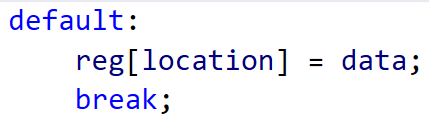 default:
    reg[location] = data;
    break;